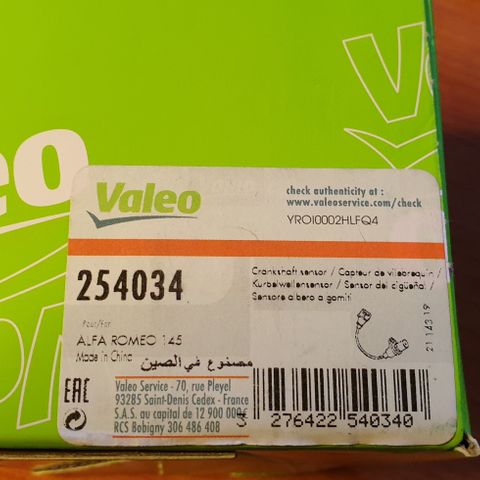 eo
Valeo
check authenticity at :
www.valeoservice.com/check
YROI0002HLFQ4
254034
Crankshaft sensor / Capteur de vilebrequin /
Kurbelwellensensor / Sensor del cigüeñal /
Sensore albero a gomiti
Pour/For
ALFA ROMEO 145
Made in China مصنوع في الصين
21 143 19
EAC
Valeo Service - 70, rue Pleyel
93285 Saint-Denis Cedex - France
S.A.S. au capital de 12 900 000
RCS Bobigny 306 486 408
3 276422 540340